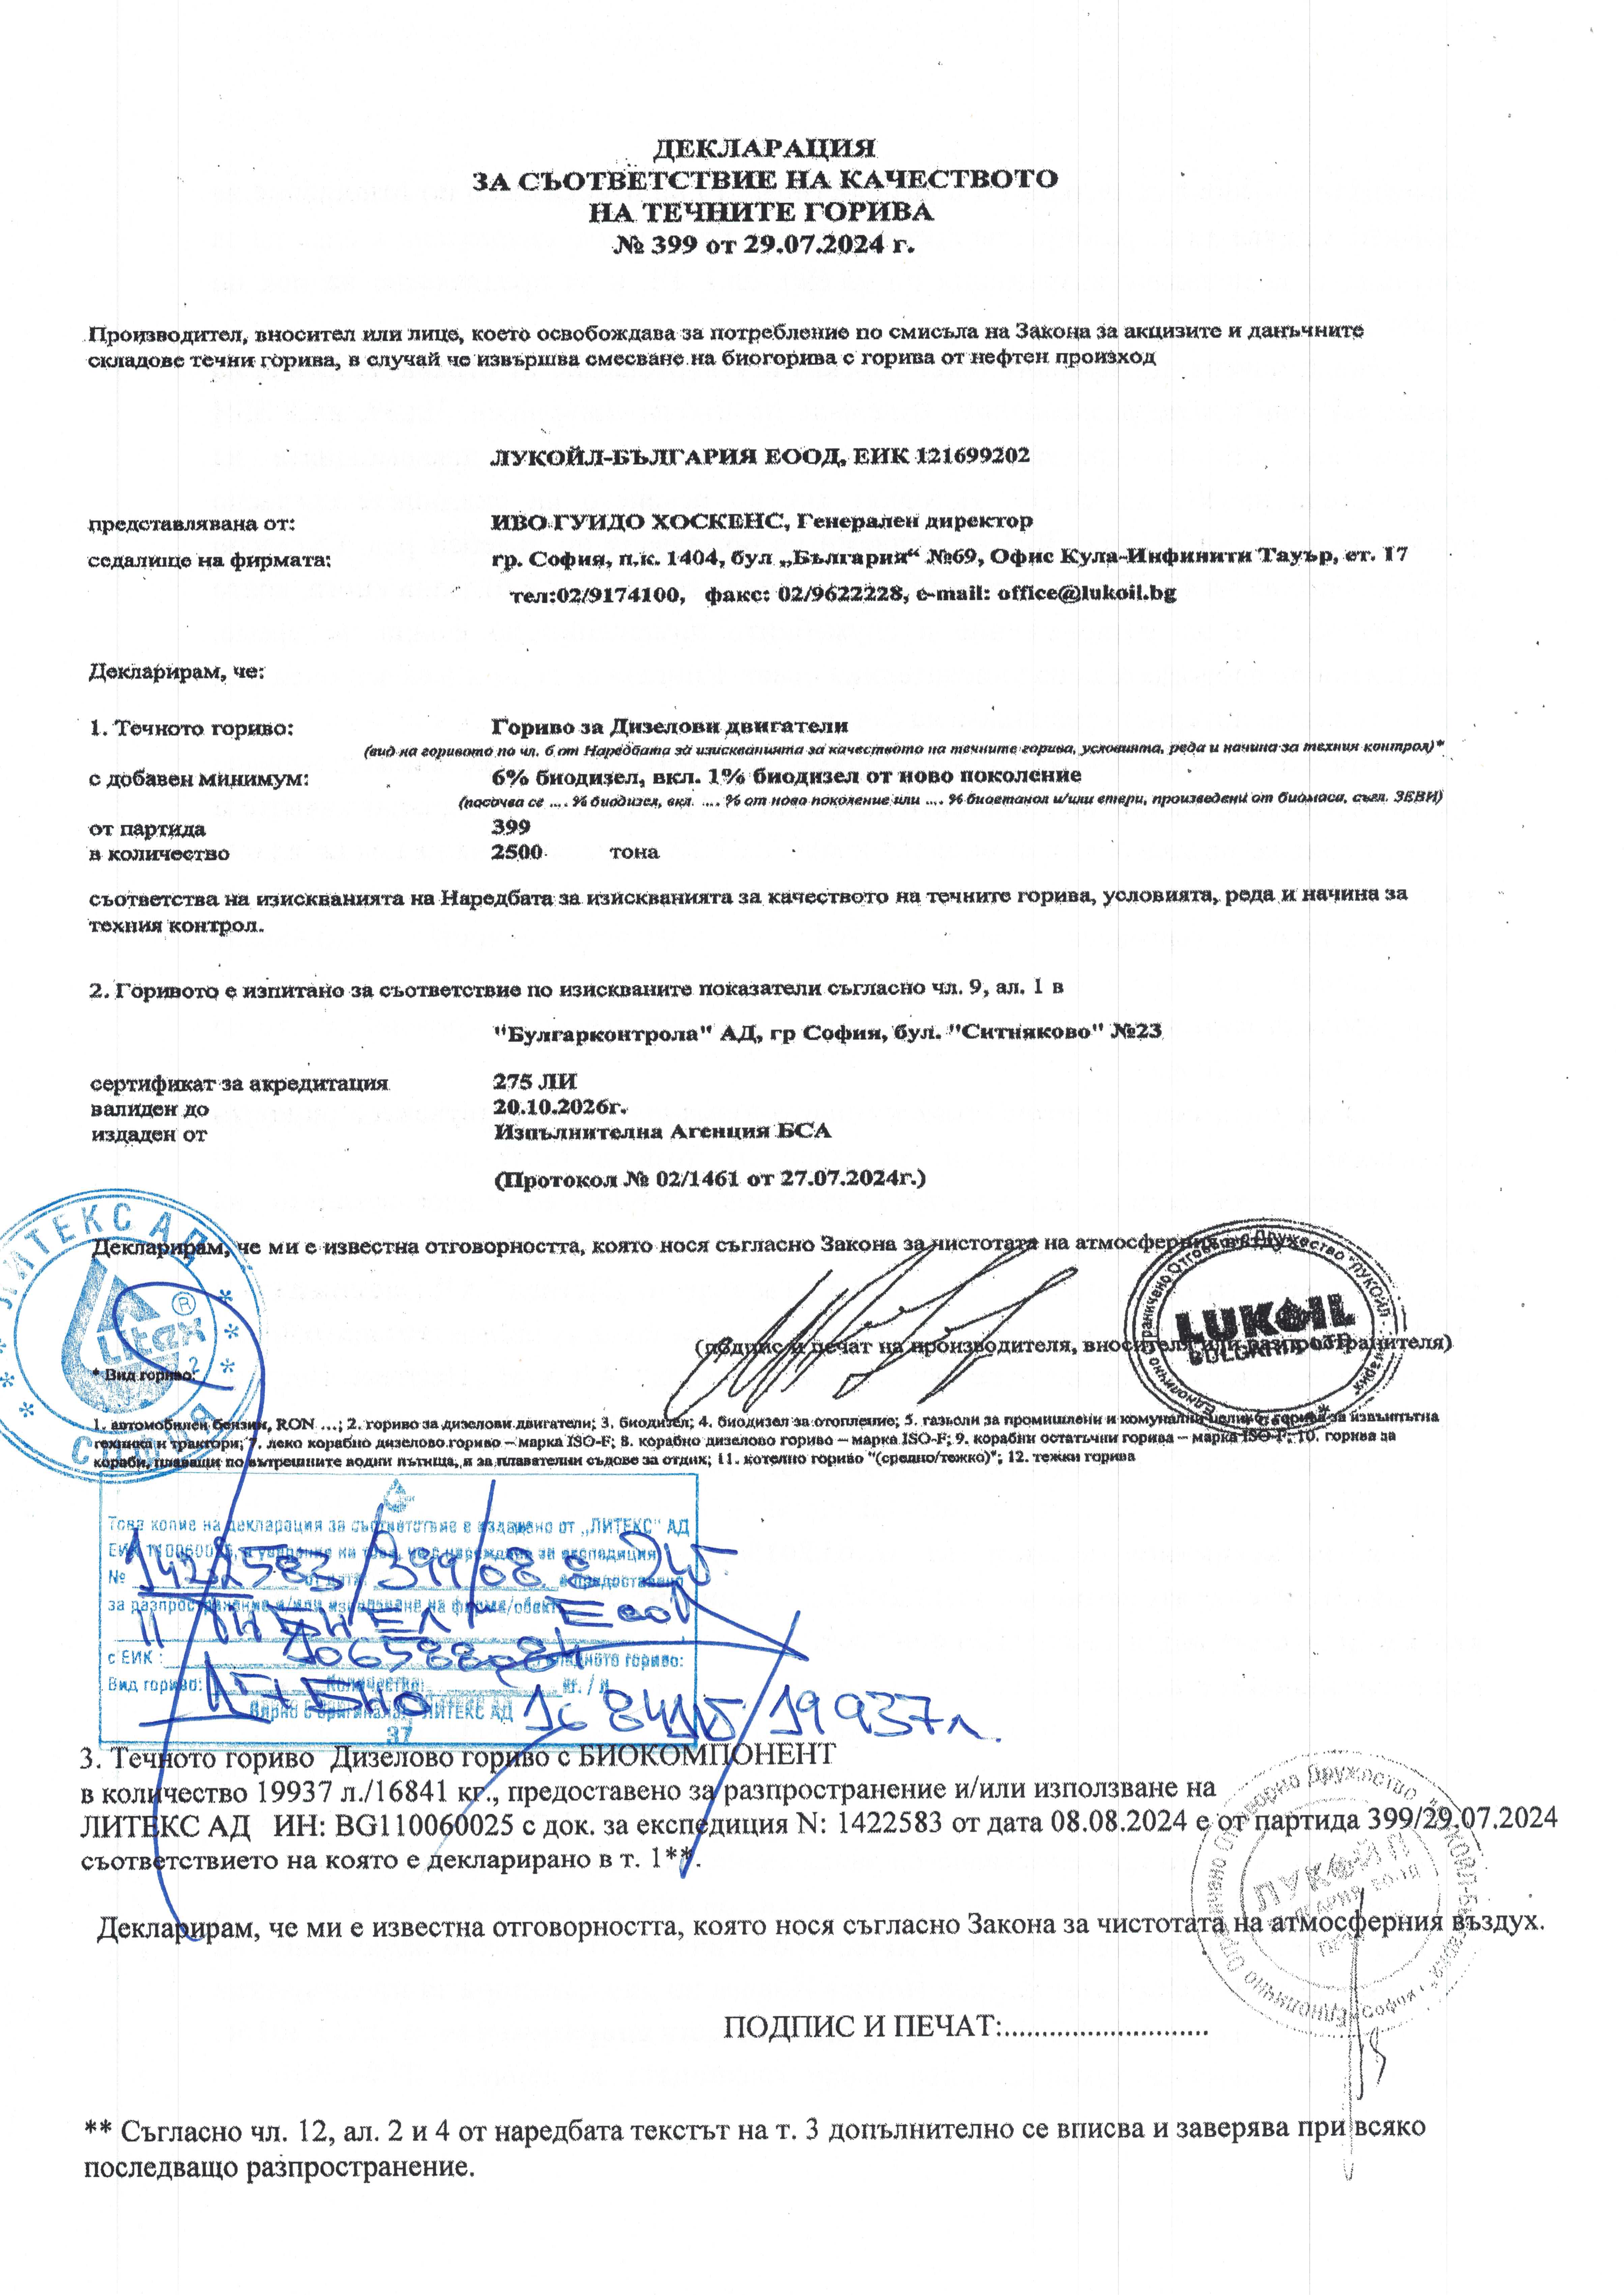 ДЕКЛАРАЦИЯ
ЗА СЪОТВЕТСТВИЕ НА КАЧЕСТВОТО
НА ТЕЧНИТЕ ГОРИВА
№ 399 от 29.07.2024 г.
Производител, вносител или лице, което освобождава за потребление по смисъла на Закона за акцизите и данъчните
складове течни горива, в случай че извършва смесване на биогорива с горива от нефтен произход
ЛУКОЙЛ-БЪЛГАРИЯ ЕООД, ЕИК 121699202
представлявана от: ИВО ГУИДО ХОСКЕНС, Генерален директор
седалище на фирмата: гр. София, п.к. 1404, бул „България“ №69, Офис Кула-Инфинити Тауър, ет. 17
тел:02/9174100, факс: 02/9622228, e-mail: office@lukoil.bg
Декларирам, че:
1. Течното гориво: Гориво за Дизелови двигатели
(вид на горивото по чл. 6 от Наредбата за изискванията за качеството на течните горива, условията, реда и начина за техния контрол)*
с добавен минимум: 6% биодизел, вкл. 1% биодизел от ново поколение
(посочва се .... % биодизел, вкл. .... % от ново поколение или .... % биоетанол и/или етери, произведени от биомаса, съгл. ЗЕВИ)
от партида 399
в количество 2500 тона
съответства на изискванията на Наредбата за изискванията за качеството на течните горива, условията, реда и начина за
техния контрол.
2. Горивото е изпитано за съответствие по изискваните показатели съгласно чл. 9, ал. 1 в
"Булгарконтрола" АД, гр София, бул. "Ситняково" №23
сертификат за акредитация 275 ЛИ
валиден до 20.10.2026г.
издаден от Изпълнителна Агенция БСА
(Протокол № 02/1461 от 27.07.2024г.)
Декларирам, че ми е известна отговорността, която нося съгласно Закона за чистотата на атмосферния въздух.
ЛИТЕКС АД
СОФИЯ
Litex ®
2
LUKOIL
BULGARIA LTD
(подпис и печат на производителя, вносителя или разпространителя)
* Вид гориво:
1. автомобилен бензин, RON ...; 2. гориво за дизелови двигатели; 3. биодизел; 4. биодизел за отопление; 5. газьоли за промишлени и комунални цели; 6. горива за извънпътна
техника и трактори; 7. леко корабно дизелово гориво – марка ISO-F; 8. корабно дизелово гориво – марка ISO-F; 9. корабни остатъчни горива – марка ISO-F; 10. горива за
кораби, плаващи по вътрешните водни пътища, и за плавателни съдове за отдих; 11. котелно гориво "(средно/тежко)"; 12. тежки горива
Това копие на декларация за съответствие е издадено от „ЛИТЕКС“ АД
ЕИК 110060025, в уверение на това, че с нареждане за експедиция
№ 1422583/399/08.8.24г от дата е предоставено
за разпространение и/или използване на фирма/обект
ЕООД
с ЕИК : 106588084 гладното гориво:
Вид гориво: количество: кг. / л.
1684115/19937л.
Вярно с оригинала, ЛИТЕКС АД
37
3. Течното гориво Дизелово гориво с БИОКОМПОНЕНТ
в количество 19937 л./16841 кг., предоставено за разпространение и/или използване на
ЛИТЕКС АД ИН: BG110060025 с док. за експедиция N: 1422583 от дата 08.08.2024 е от партида 399/29.07.2024
съответствието на която е декларирано в т. 1**.
Декларирам, че ми е известна отговорността, която нося съгласно Закона за чистотата на атмосферния въздух.
ПОДПИС И ПЕЧАТ:...........................
** Съгласно чл. 12, ал. 2 и 4 от наредбата текстът на т. 3 допълнително се вписва и заверява при всяко
последващо разпространение.